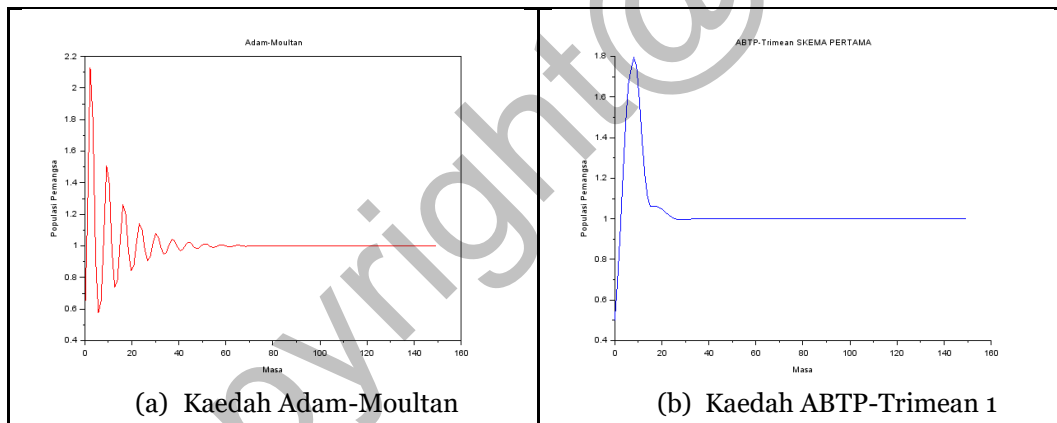 Adam-Moultan
2.2
2
1.8
1.6
1.4
1.2
1
0.8
0.6
0.4
Populasi Pemangsa
0 20 40 60 80 100 120 140 160
Masa
(a) Kaedah Adam-Moultan
ABTP-Trimean SKEMA PERTAMA
1.8
1.6
1.4
1.2
1
0.8
0.6
0.4
Populasi Pemangsa
0 20 40 60 80 100 120 140 160
Masa
(b) Kaedah ABTP-Trimean 1
pyright@